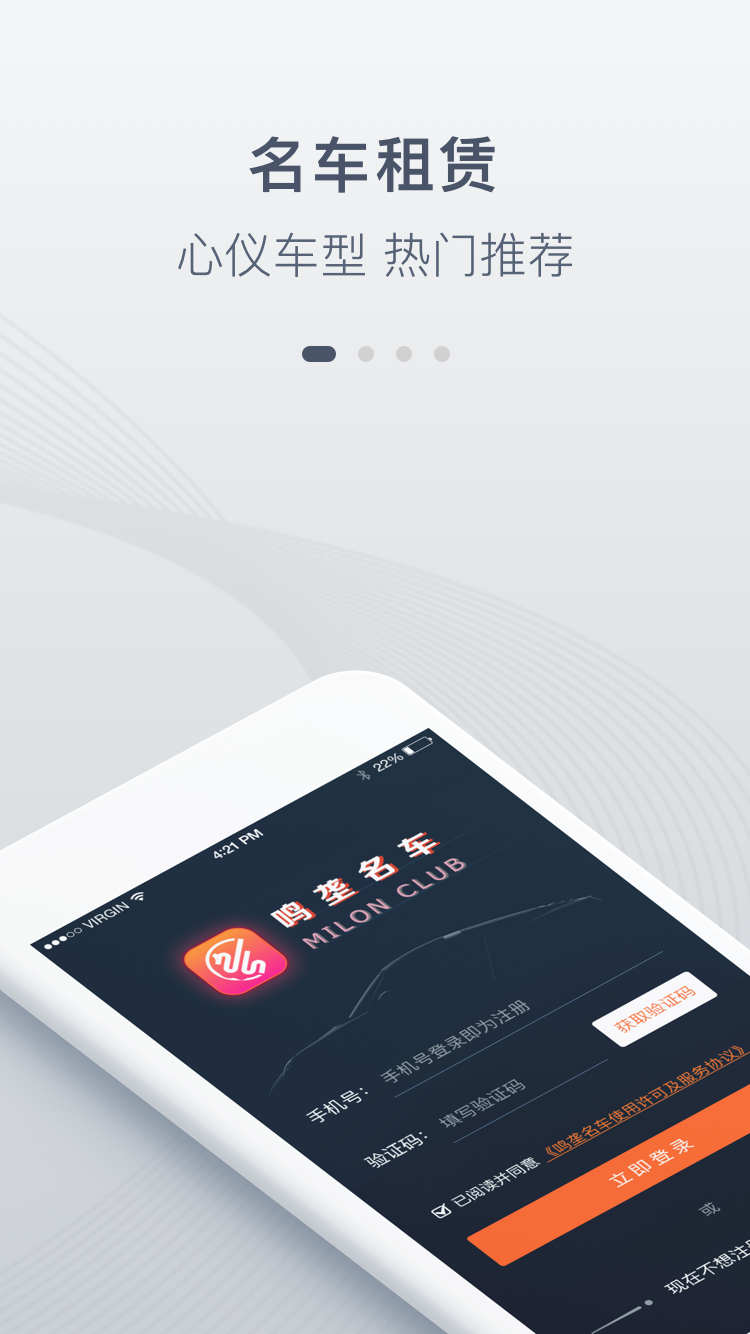 名车租赁
心仪车型 热门推荐
VIRGIN 4:21 PM 22%
鸣垄名车
MILON CLUB
手机号: 手机号登录即为注册
验证码: 填写验证码 获取验证码
已阅读并同意《鸣垄名车使用许可及服务协议》
立即登录
或
现在不想注